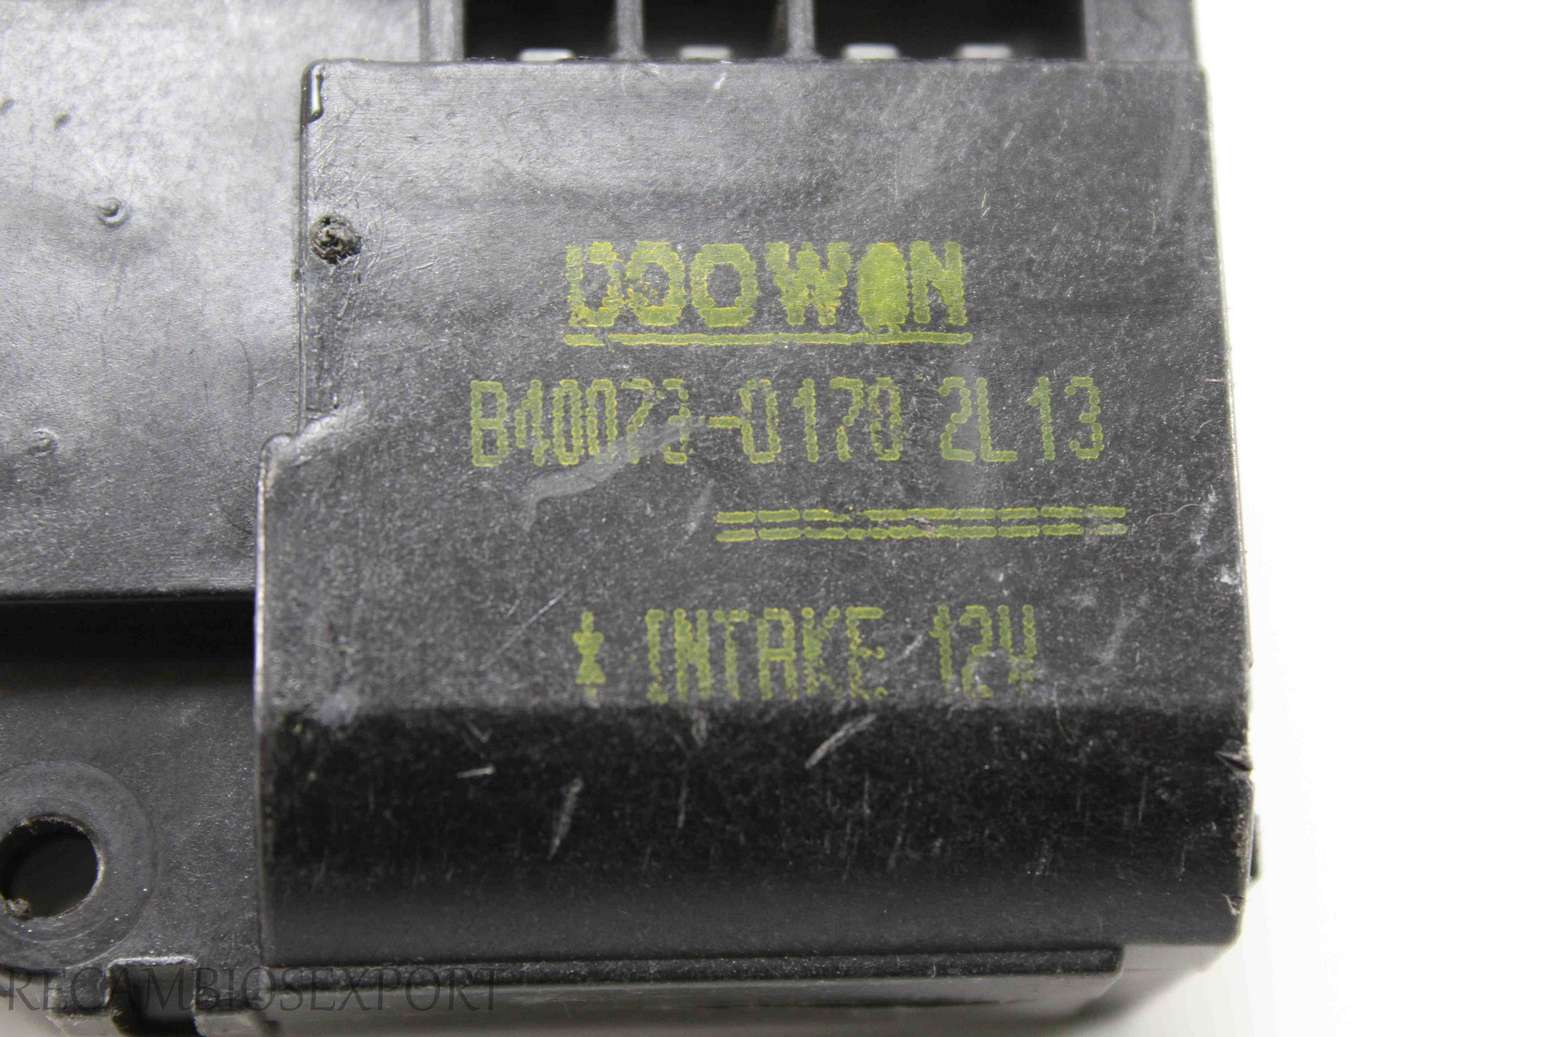 DOOWON
B40073-0170 2L13
INTAKE 12V
RECAMBIOSEXPORT